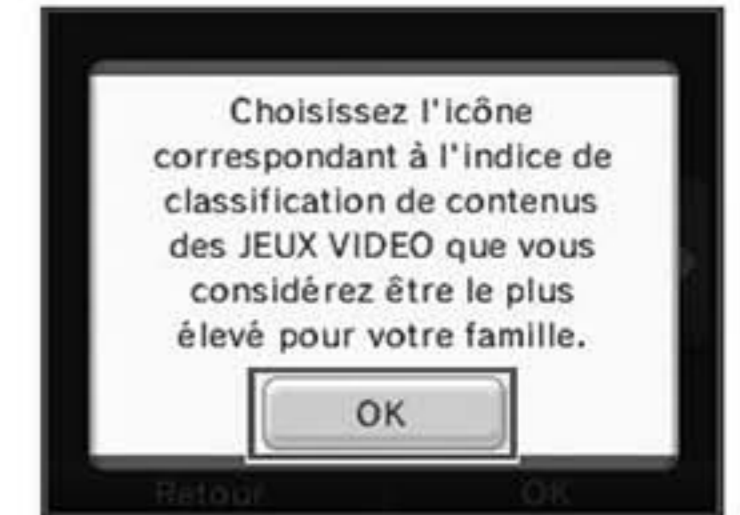 Choisissez l'icône
correspondant à l'indice de
classification de contenus
des JEUX VIDEO que vous
considérez être le plus
élevé pour votre famille.
OK
Retour OK